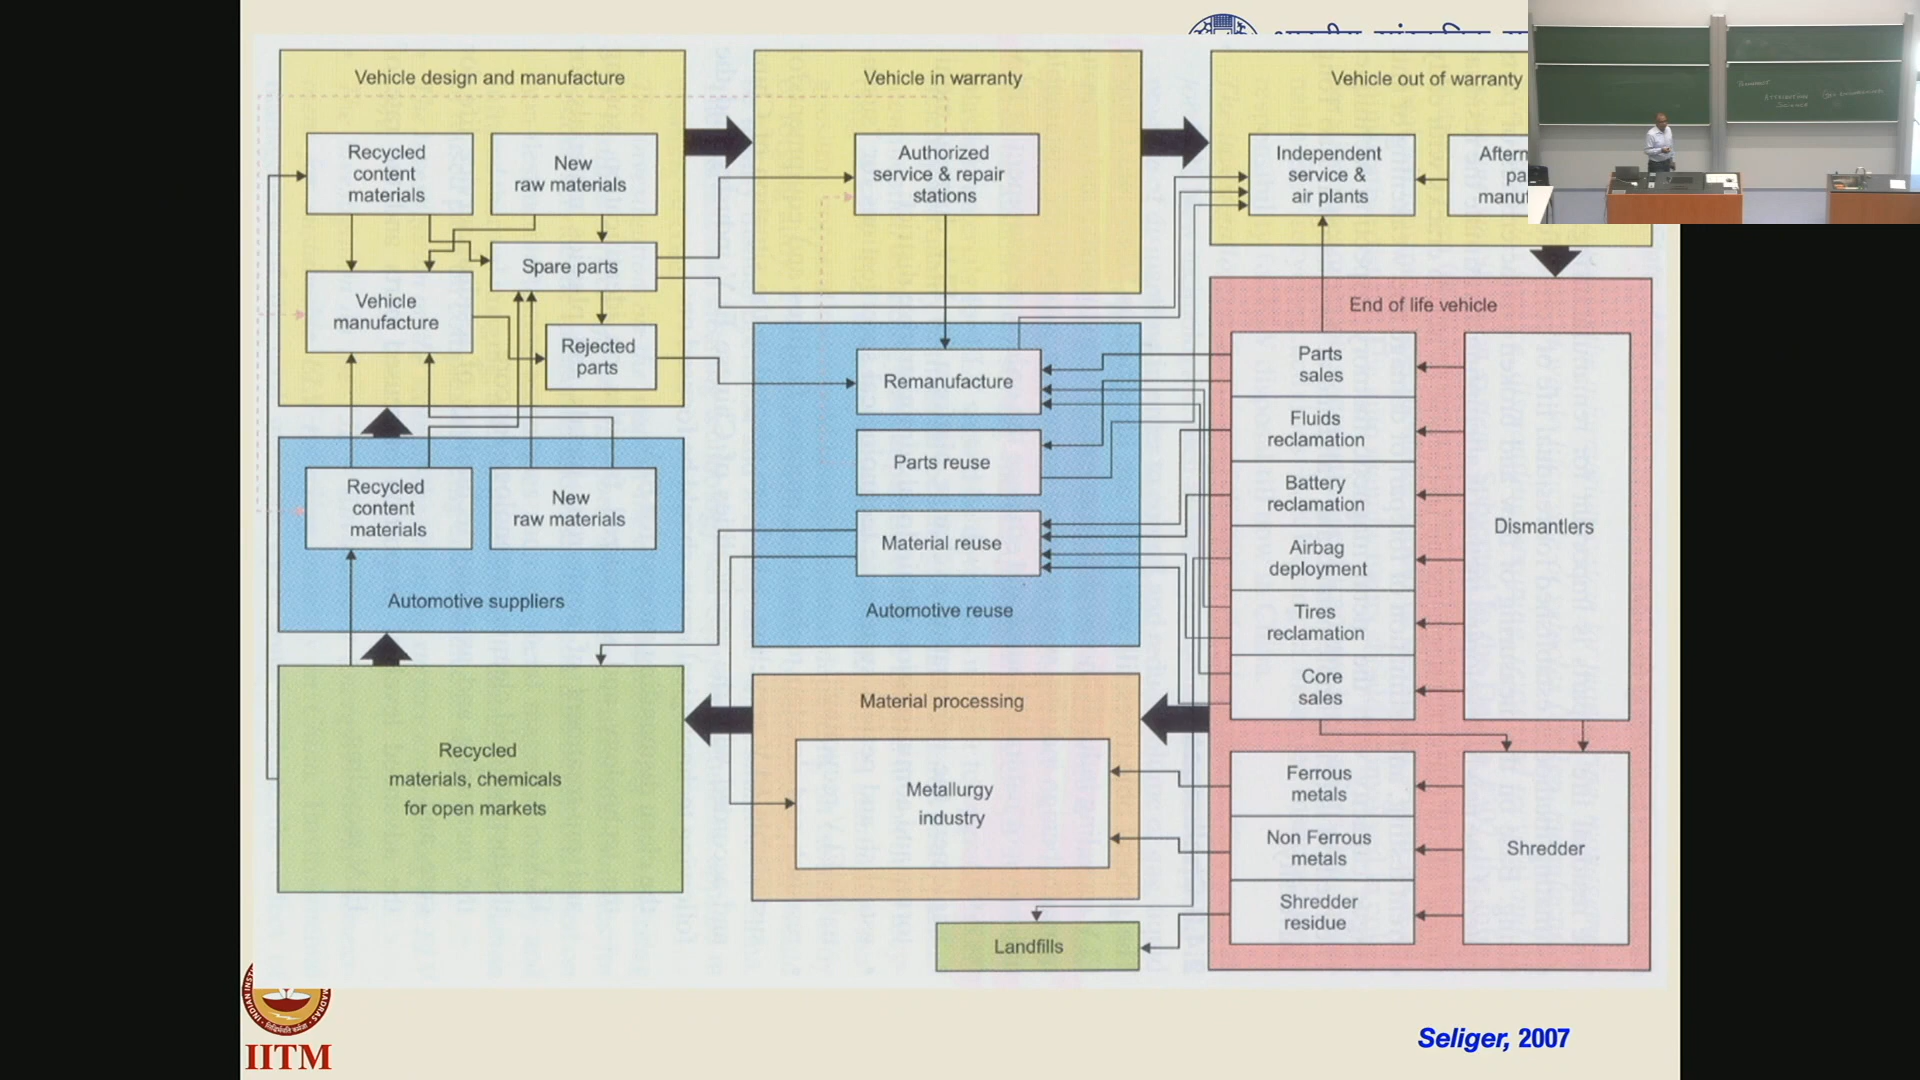 Vehicle design and manufacture
Recycled
content
materials
New
raw materials
Spare parts
Vehicle
manufacture
Rejected
parts
Vehicle in warranty
Authorized
service & repair
stations
Vehicle out of warranty
Independent
service &
air plants
Recycled
content
materials
New
raw materials
Automotive suppliers
Remanufacture
Parts reuse
Material reuse
Automotive reuse
End of life vehicle
Parts
sales
Fluids
reclamation
Battery
reclamation
Airbag
deployment
Tires
reclamation
Core
sales
Dismantlers
Ferrous
metals
Non Ferrous
metals
Shredder
residue
Shredder
Recycled
materials, chemicals
for open markets
Material processing
Metallurgy
industry
Landfills
IITM
Seliger, 2007